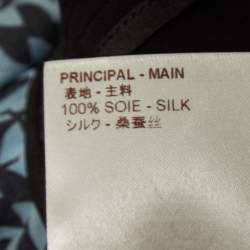 PRINCIPAL - MAIN
表地 - 主料
100% SOIE - SILK
シルク - 桑蚕丝